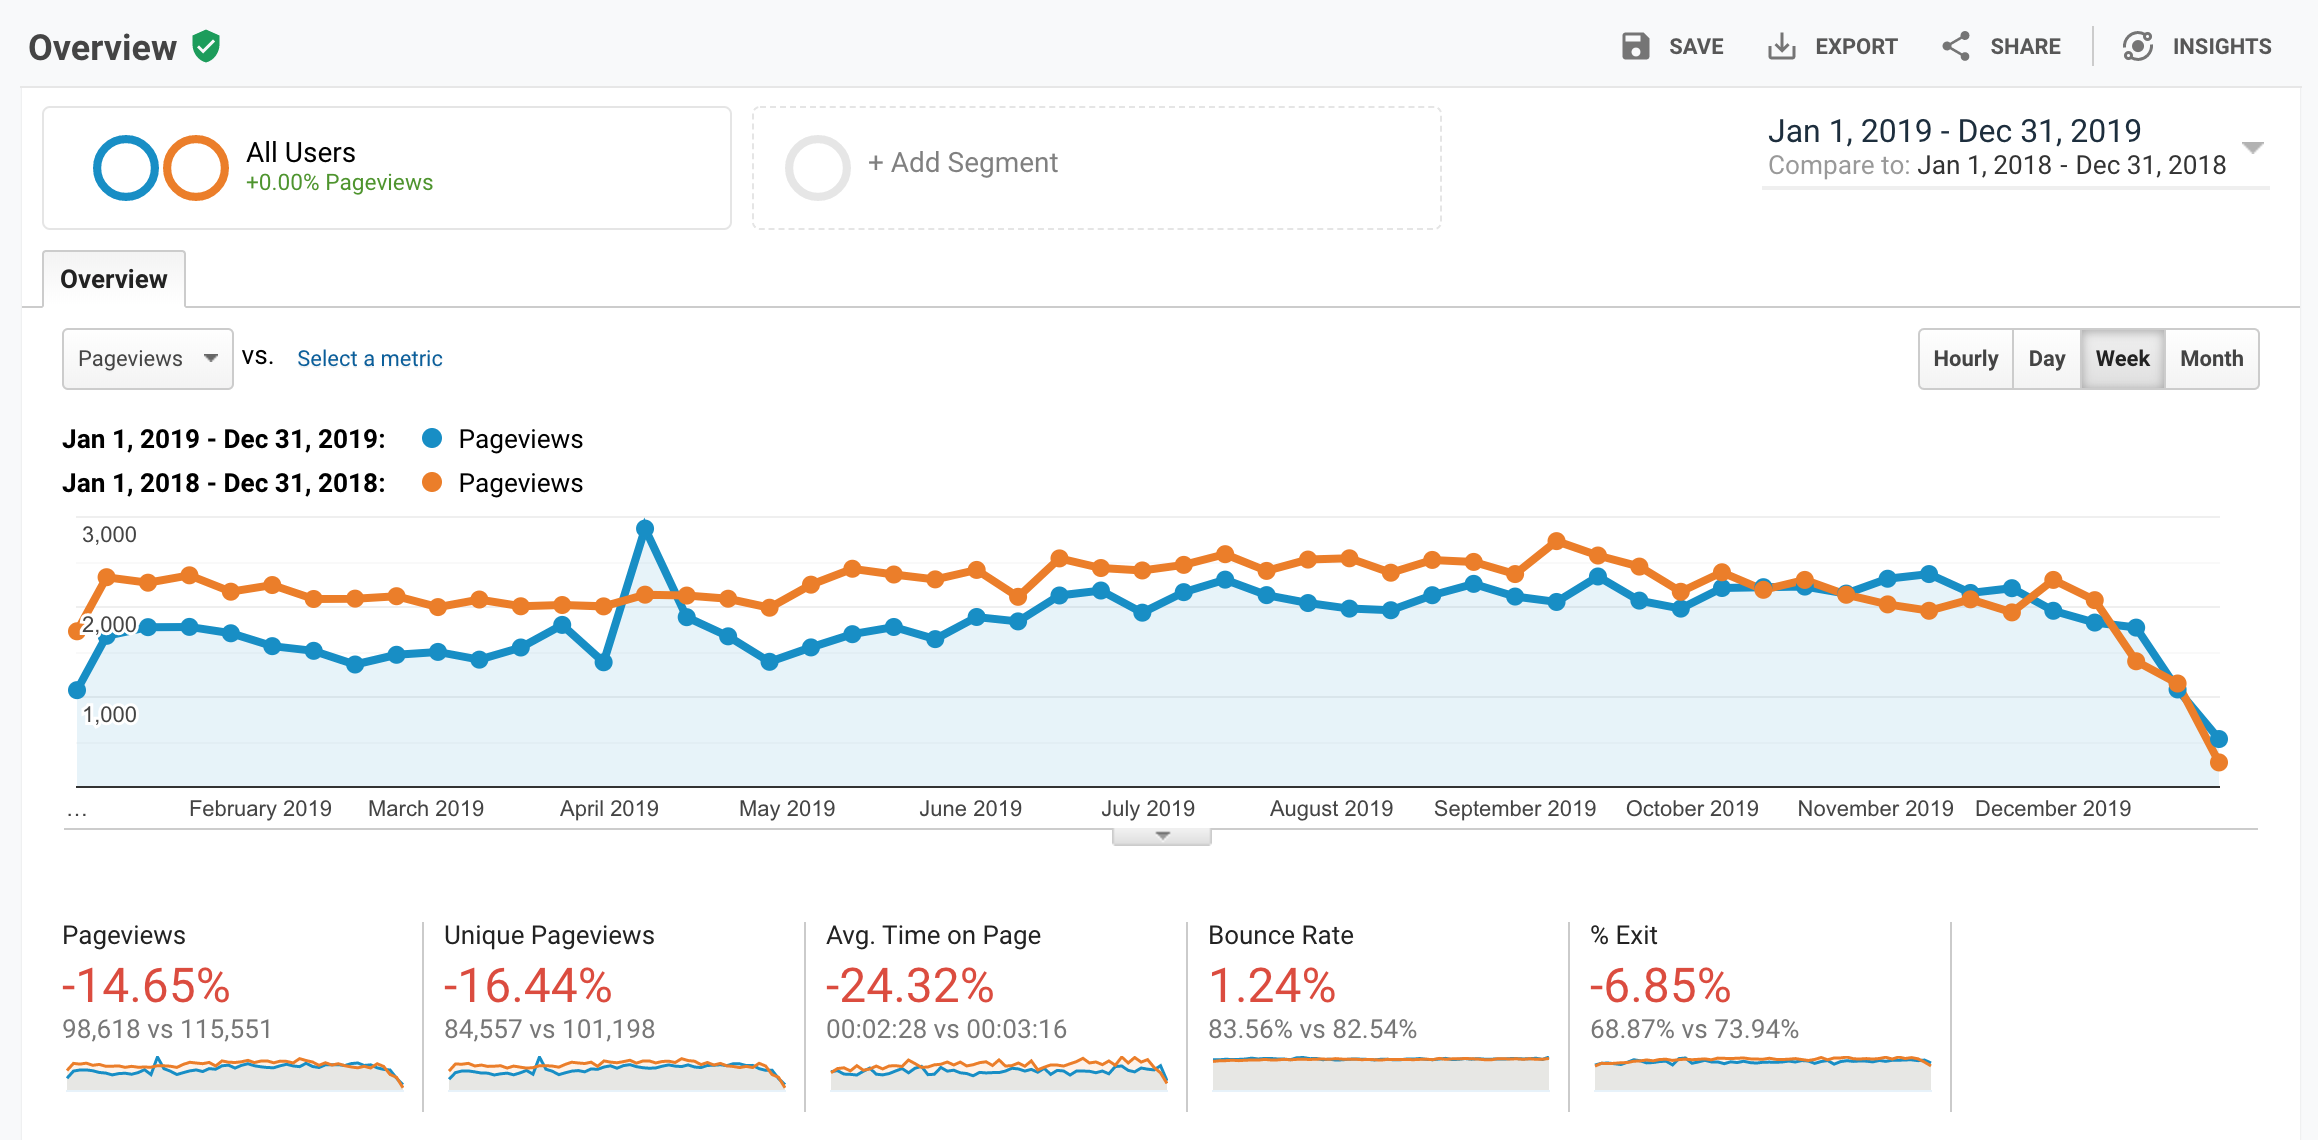 Overview
SAVE
EXPORT
SHARE
INSIGHTS
All Users
+0.00% Pageviews
+ Add Segment
Jan 1, 2019 - Dec 31, 2019
Compare to: Jan 1, 2018 - Dec 31, 2018
Overview
Pageviews
VS.
Select a metric
Hourly
Day
Week
Month
Jan 1, 2019 - Dec 31, 2019: Pageviews
Jan 1, 2018 - Dec 31, 2018: Pageviews
3,000
2,000
1,000
... February 2019 March 2019 April 2019 May 2019 June 2019 July 2019 August 2019 September 2019 October 2019 November 2019 December 2019
Pageviews
-14.65%
98,618 vs 115,551
Unique Pageviews
-16.44%
84,557 vs 101,198
Avg. Time on Page
-24.32%
00:02:28 vs 00:03:16
Bounce Rate
1.24%
83.56% vs 82.54%
% Exit
-6.85%
68.87% vs 73.94%